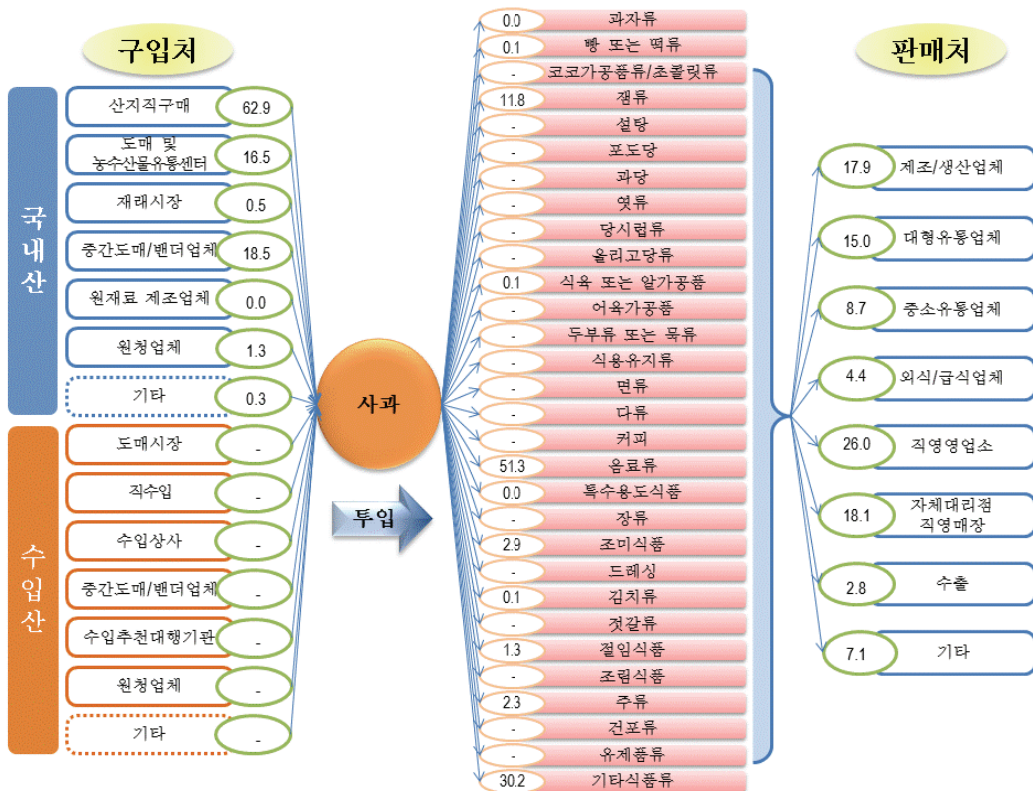 구입처
국내산
산지직구매 62.9
도매 및
농수산물유통센터 16.5
재래시장 0.5
중간도매/밴더업체 18.5
원재료 제조업체 0.0
원청업체 1.3
기타 0.3
수입산
도매시장 -
직수입 -
수입상사 -
중간도매/밴더업체 -
수입추천대행기관 -
원청업체 -
기타 -
사과
투입
0.0 과자류
0.1 빵 또는 떡류
- 코코가공품류/초콜릿류
11.8 잼류
- 설탕
- 포도당
- 과당
- 엿류
- 당시럽류
- 올리고당류
0.1 식육 또는 알가공품
- 어육가공품
- 두부류 또는 묵류
- 식용유지류
- 면류
- 다류
- 커피
51.3 음료류
0.0 특수용도식품
- 장류
2.9 조미식품
- 드레싱
0.1 김치류
- 젓갈류
1.3 절임식품
- 조림식품
2.3 주류
- 건포류
- 유제품류
30.2 기타식품류
판매처
17.9 제조/생산업체
15.0 대형유통업체
8.7 중소유통업체
4.4 외식/급식업체
26.0 직영영업소
18.1 자체대리점
직영매장
2.8 수출
7.1 기타